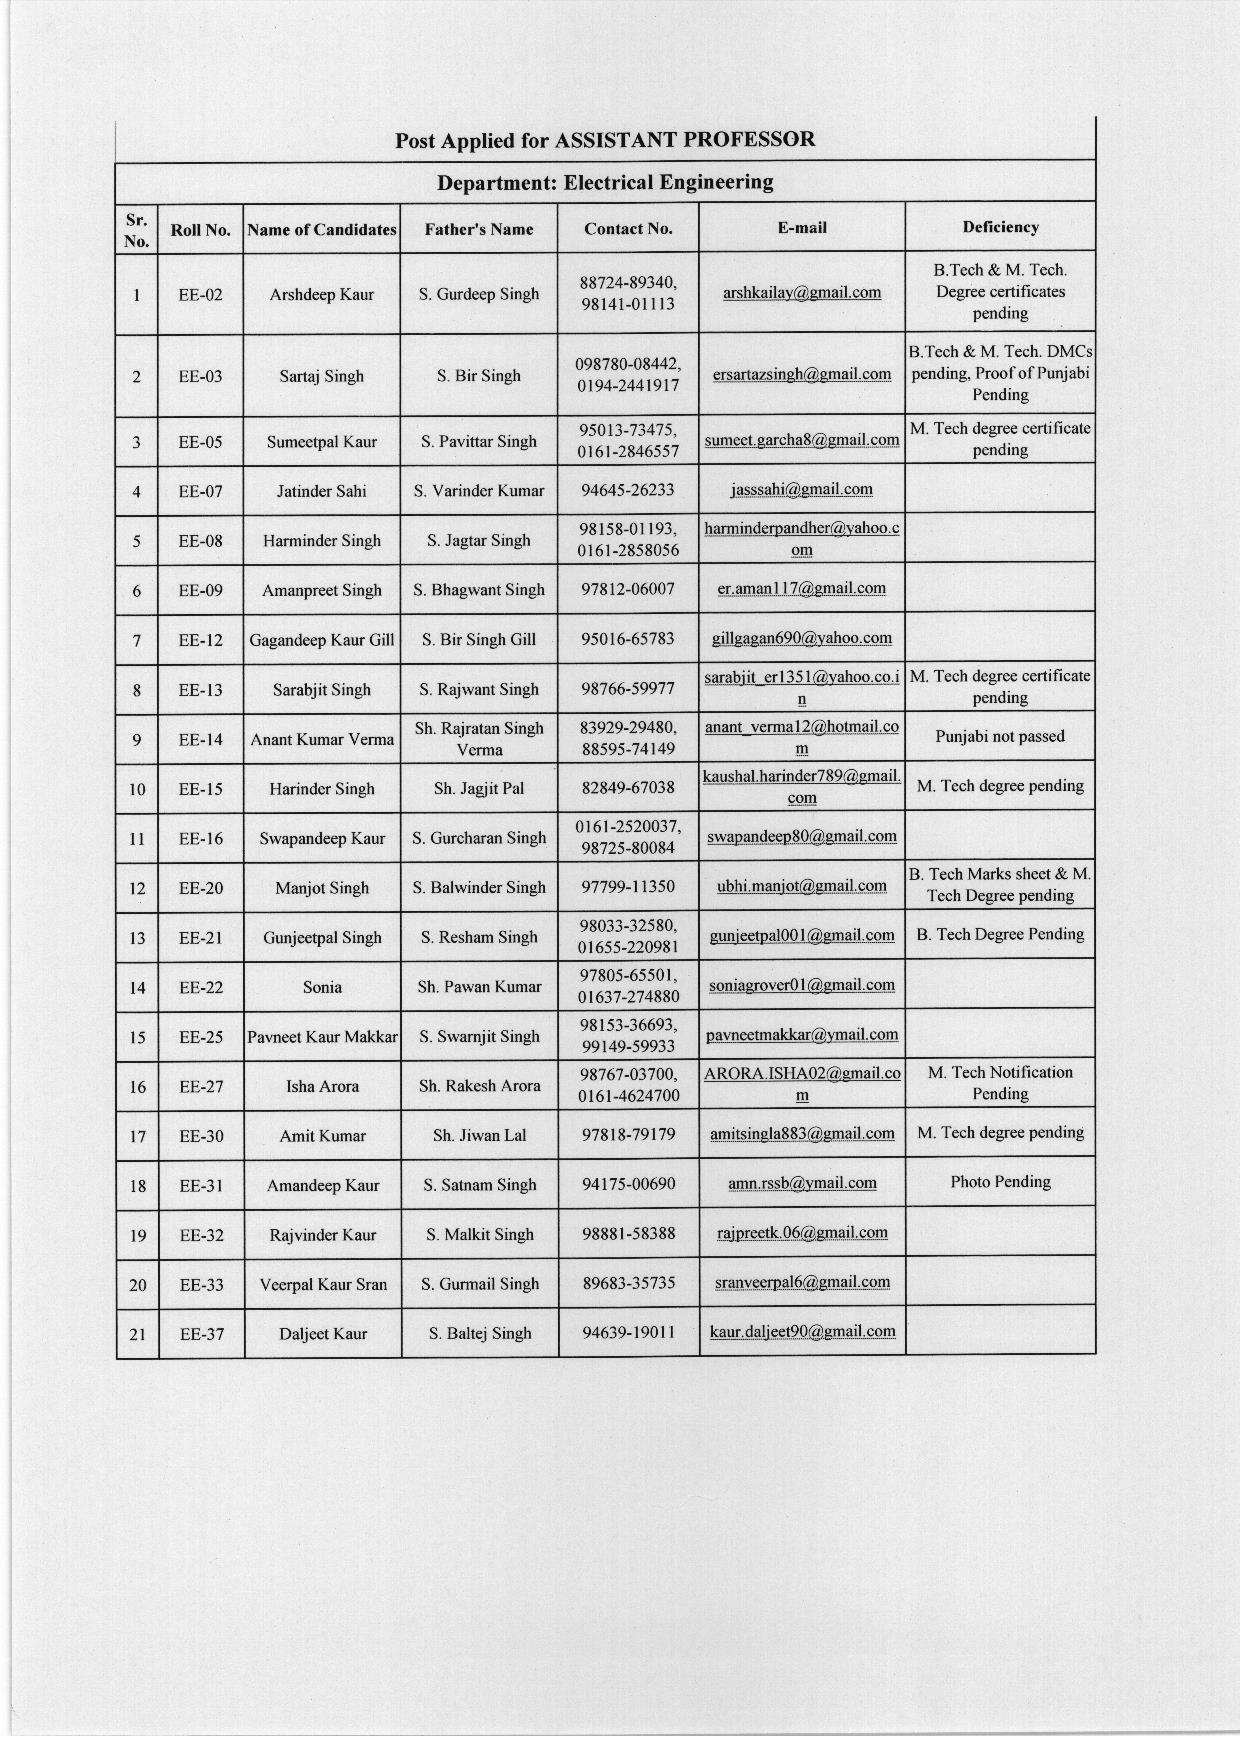 Post Applied for ASSISTANT PROFESSOR
Department: Electrical Engineering
Sr. No. Roll No. Name of Candidates Father's Name Contact No. E-mail Deficiency
1 EE-02 Arshdeep Kaur S. Gurdeep Singh 88724-89340, 98141-01113 arshkailay@gmail.com B.Tech & M. Tech. Degree certificates pending
2 EE-03 Sartaj Singh S. Bir Singh 098780-08442, 0194-2441917 ersartazsingh@gmail.com B.Tech & M. Tech. DMCs pending, Proof of Punjabi Pending
3 EE-05 Sumeetpal Kaur S. Pavittar Singh 95013-73475, 0161-2846557 sumeet.garcha8@gmail.com M. Tech degree certificate pending
4 EE-07 Jatinder Sahi S. Varinder Kumar 94645-26233 jasssahi@gmail.com
5 EE-08 Harminder Singh S. Jagtar Singh 98158-01193, 0161-2858056 harminderpandher@yahoo.com
6 EE-09 Amanpreet Singh S. Bhagwant Singh 97812-06007 er.aman117@gmail.com
7 EE-12 Gagandeep Kaur Gill S. Bir Singh Gill 95016-65783 gillgagan690@yahoo.com
8 EE-13 Sarabjit Singh S. Rajwant Singh 98766-59977 sarabjit_er1351@yahoo.co.in M. Tech degree certificate pending
9 EE-14 Anant Kumar Verma Sh. Rajratan Singh Verma 83929-29480, 88595-74149 anant_verma12@hotmail.com Punjabi not passed
10 EE-15 Harinder Singh Sh. Jagjit Pal 82849-67038 kaushal.harinder789@gmail.com M. Tech degree pending
11 EE-16 Swapandeep Kaur S. Gurcharan Singh 0161-2520037, 98725-80084 swapandeep80@gmail.com
12 EE-20 Manjot Singh S. Balwinder Singh 97799-11350 ubhi.manjot@gmail.com B. Tech Marks sheet & M. Tech Degree pending
13 EE-21 Gunjeetpal Singh S. Resham Singh 98033-32580, 01655-220981 gunjeetpal001@gmail.com B. Tech Degree Pending
14 EE-22 Sonia Sh. Pawan Kumar 97805-65501, 01637-274880 soniagrover01@gmail.com
15 EE-25 Pavneet Kaur Makkar S. Swarnjit Singh 98153-36693, 99149-59933 pavneetmakkar@ymail.com
16 EE-27 Isha Arora Sh. Rakesh Arora 98767-03700, 0161-4624700 ARORA.ISHA02@gmail.com M. Tech Notification Pending
17 EE-30 Amit Kumar Sh. Jiwan Lal 97818-79179 amitsingla883@gmail.com M. Tech degree pending
18 EE-31 Amandeep Kaur S. Satnam Singh 94175-00690 amn.rssb@ymail.com Photo Pending
19 EE-32 Rajvinder Kaur S. Malkit Singh 98881-58388 rajpreetk.06@gmail.com
20 EE-33 Veerpal Kaur Sran S. Gurmail Singh 89683-35735 sranveerpal6@gmail.com
21 EE-37 Daljeet Kaur S. Baltej Singh 94639-19011 kaur.daljeet90@gmail.com